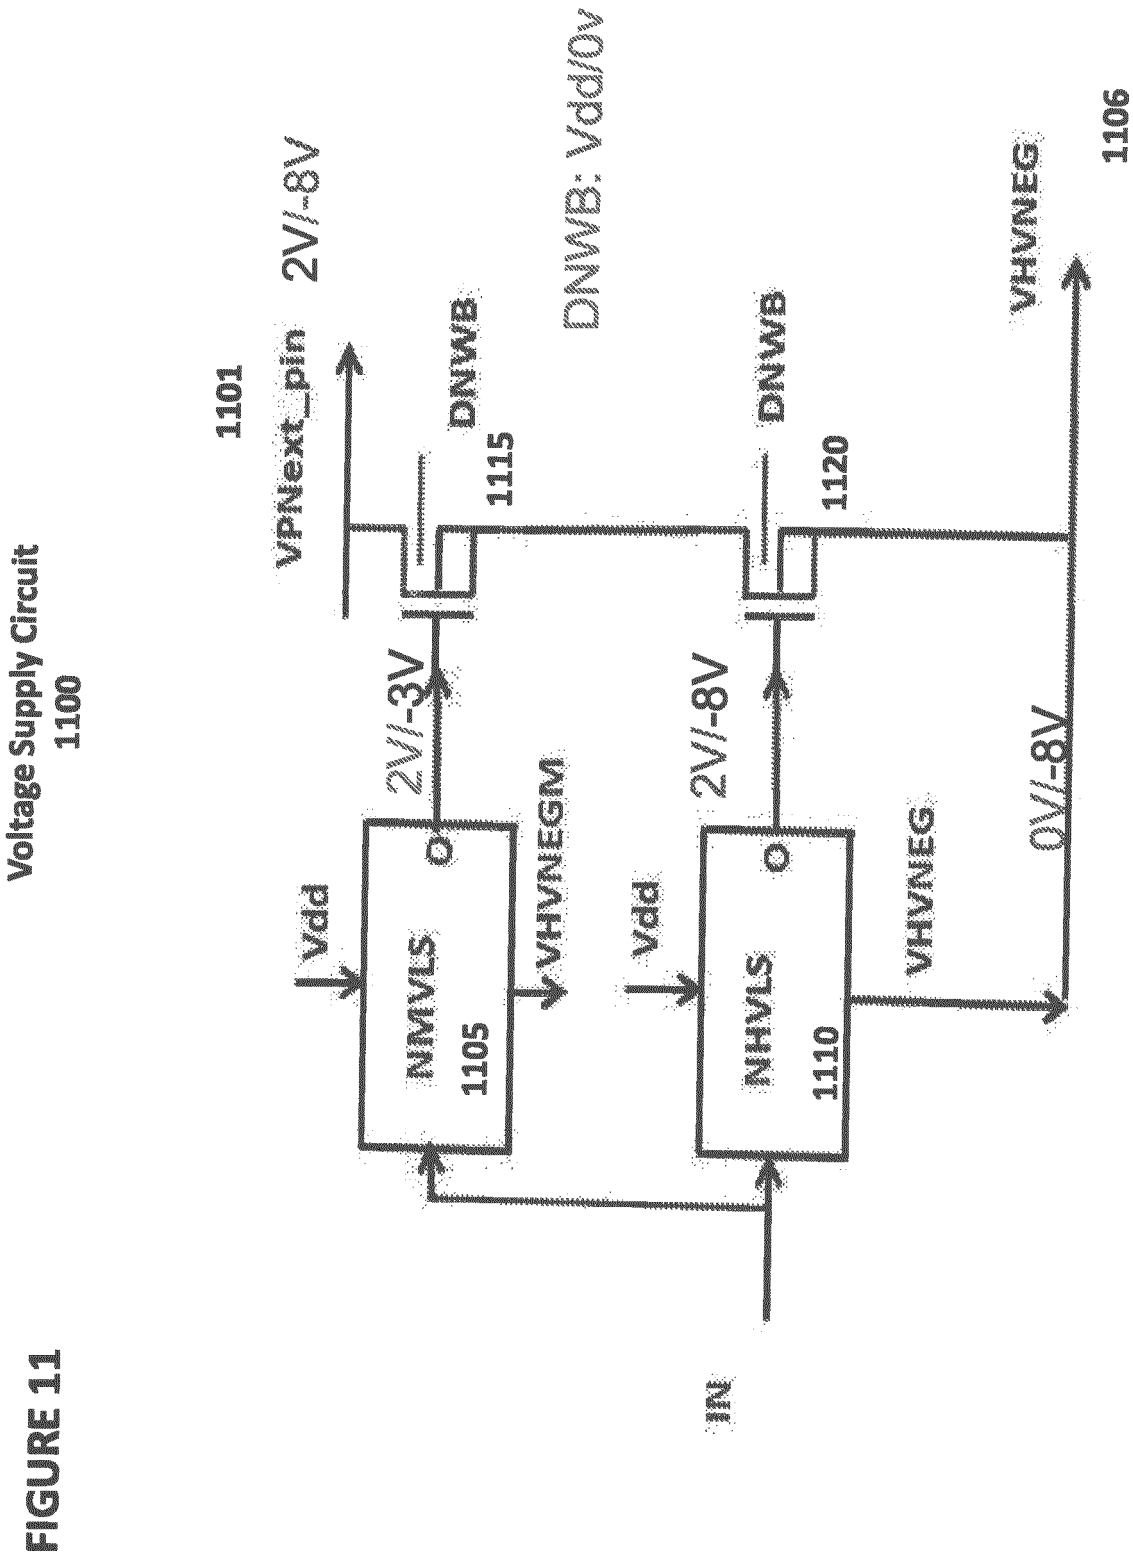 FIGURE 11
Voltage Supply Circuit
1100
1101
VPNext_pin 2V/-8V
Vdd
2V/-3V
DNWB
NMVLS
O
1105
1115
VHVNEGM
DNWB: Vdd/0v
Vdd
2V/-8V
DNWB
IN
NHVLS
O
1110
1120
VHVNEG
VHVNEG
0V/-8V
1106